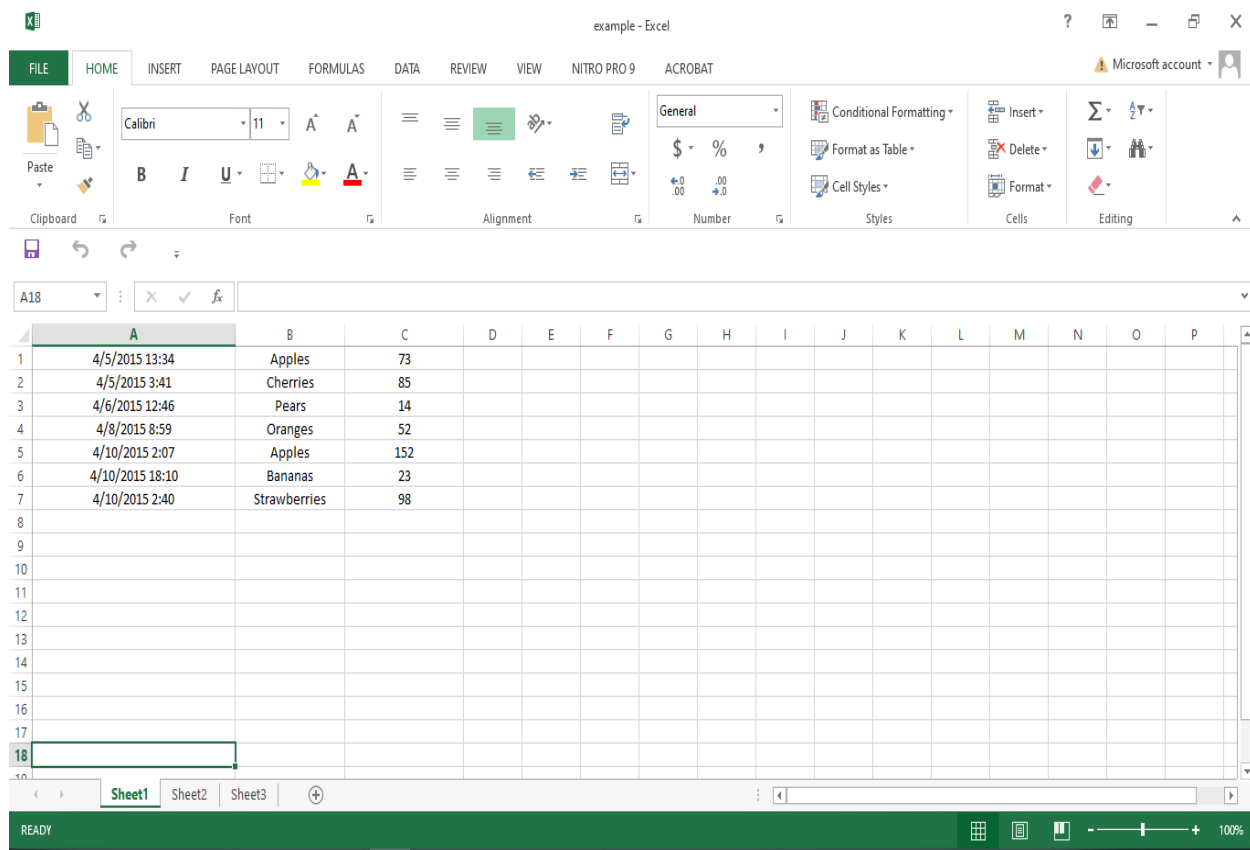 example - Excel
?
FILE HOME INSERT PAGE LAYOUT FORMULAS DATA REVIEW VIEW NITRO PRO 9 ACROBAT Microsoft account
Paste
Calibri 11 A A
B I U A
General
$ % ,
.0 .00 .00 .0
Conditional Formatting
Format as Table
Cell Styles
Insert
Delete
Format
Σ A Z
Clipboard Font Alignment Number Styles Cells Editing
A18 fx
A B C D E F G H I J K L M N O P
1 4/5/2015 13:34 Apples 73
2 4/5/2015 3:41 Cherries 85
3 4/6/2015 12:46 Pears 14
4 4/8/2015 8:59 Oranges 52
5 4/10/2015 2:07 Apples 152
6 4/10/2015 18:10 Bananas 23
7 4/10/2015 2:40 Strawberries 98
8
9
10
11
12
13
14
15
16
17
18
Sheet1 Sheet2 Sheet3
READY - + 100%